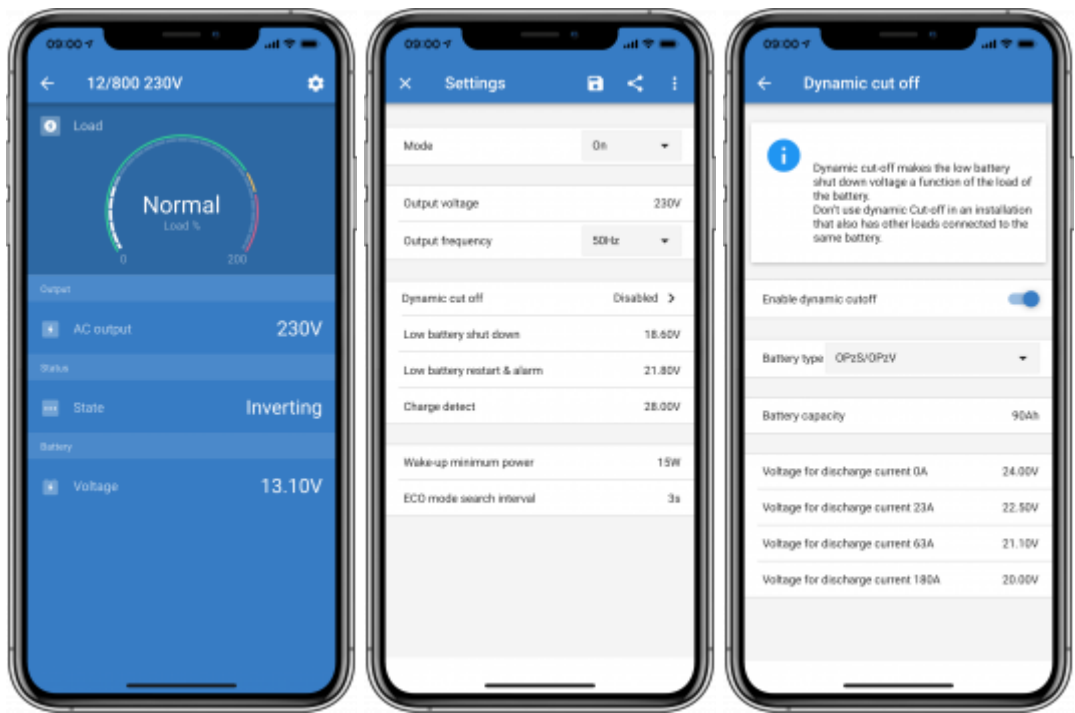 09:00
12/800 230V
Load
Normal
Load %
0 200
Output
AC output 230V
Status
State Inverting
Battery
Voltage 13.10V
09:00
Settings
Mode On
Output voltage 230V
Output frequency 50Hz
Dynamic cut off Disabled
Low battery shut down 18.60V
Low battery restart & alarm 21.80V
Charge detect 28.00V
Wake-up minimum power 15W
ECO mode search interval 3s
09:00
Dynamic cut off
Dynamic cut-off makes the low battery
shut down voltage a function of the load of
the battery.
Don't use dynamic Cut-off in an installation
that also has other loads connected to the
same battery.
Enable dynamic cutoff
Battery type OPzS/OPzV
Battery capacity 90Ah
Voltage for discharge current 0A 24.00V
Voltage for discharge current 23A 22.50V
Voltage for discharge current 63A 21.10V
Voltage for discharge current 180A 20.00V